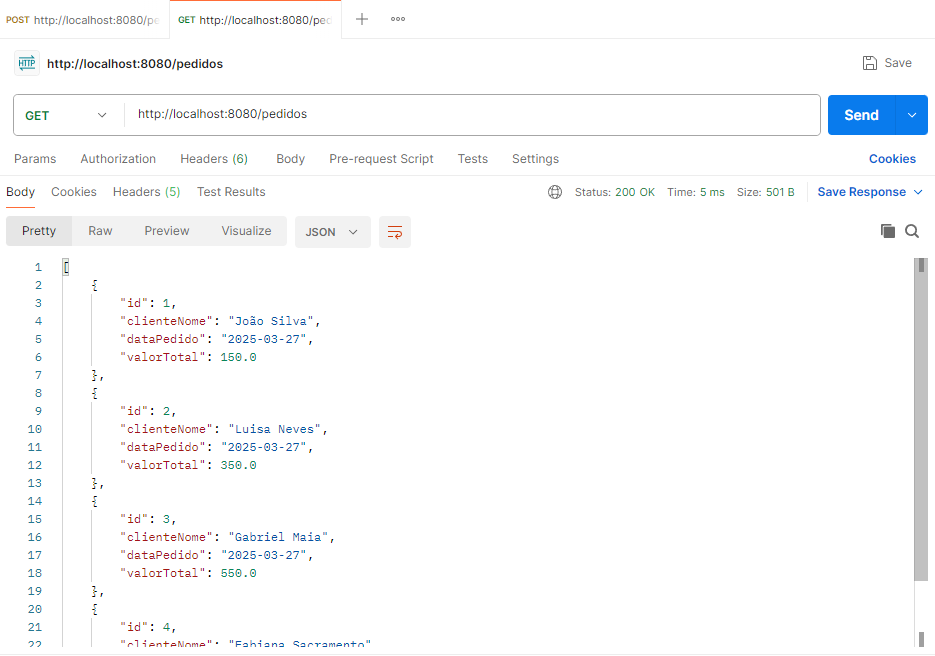 POST http://localhost:8080/pe
GET http://localhost:8080/ped
HTTP http://localhost:8080/pedidos
Save
GET http://localhost:8080/pedidos
Send
Params Authorization Headers (6) Body Pre-request Script Tests Settings Cookies
Body Cookies Headers (5) Test Results Status: 200 OK Time: 5 ms Size: 501 B Save Response
Pretty Raw Preview Visualize JSON
1 [
2 {
3 "id": 1,
4 "clienteNome": "João Silva",
5 "dataPedido": "2025-03-27",
6 "valorTotal": 150.0
7 },
8 {
9 "id": 2,
10 "clienteNome": "Luisa Neves",
11 "dataPedido": "2025-03-27",
12 "valorTotal": 350.0
13 },
14 {
15 "id": 3,
16 "clienteNome": "Gabriel Maia",
17 "dataPedido": "2025-03-27",
18 "valorTotal": 550.0
19 },
20 {
21 "id": 4,
22 "clienteNome": "Fabiana Sacramento"